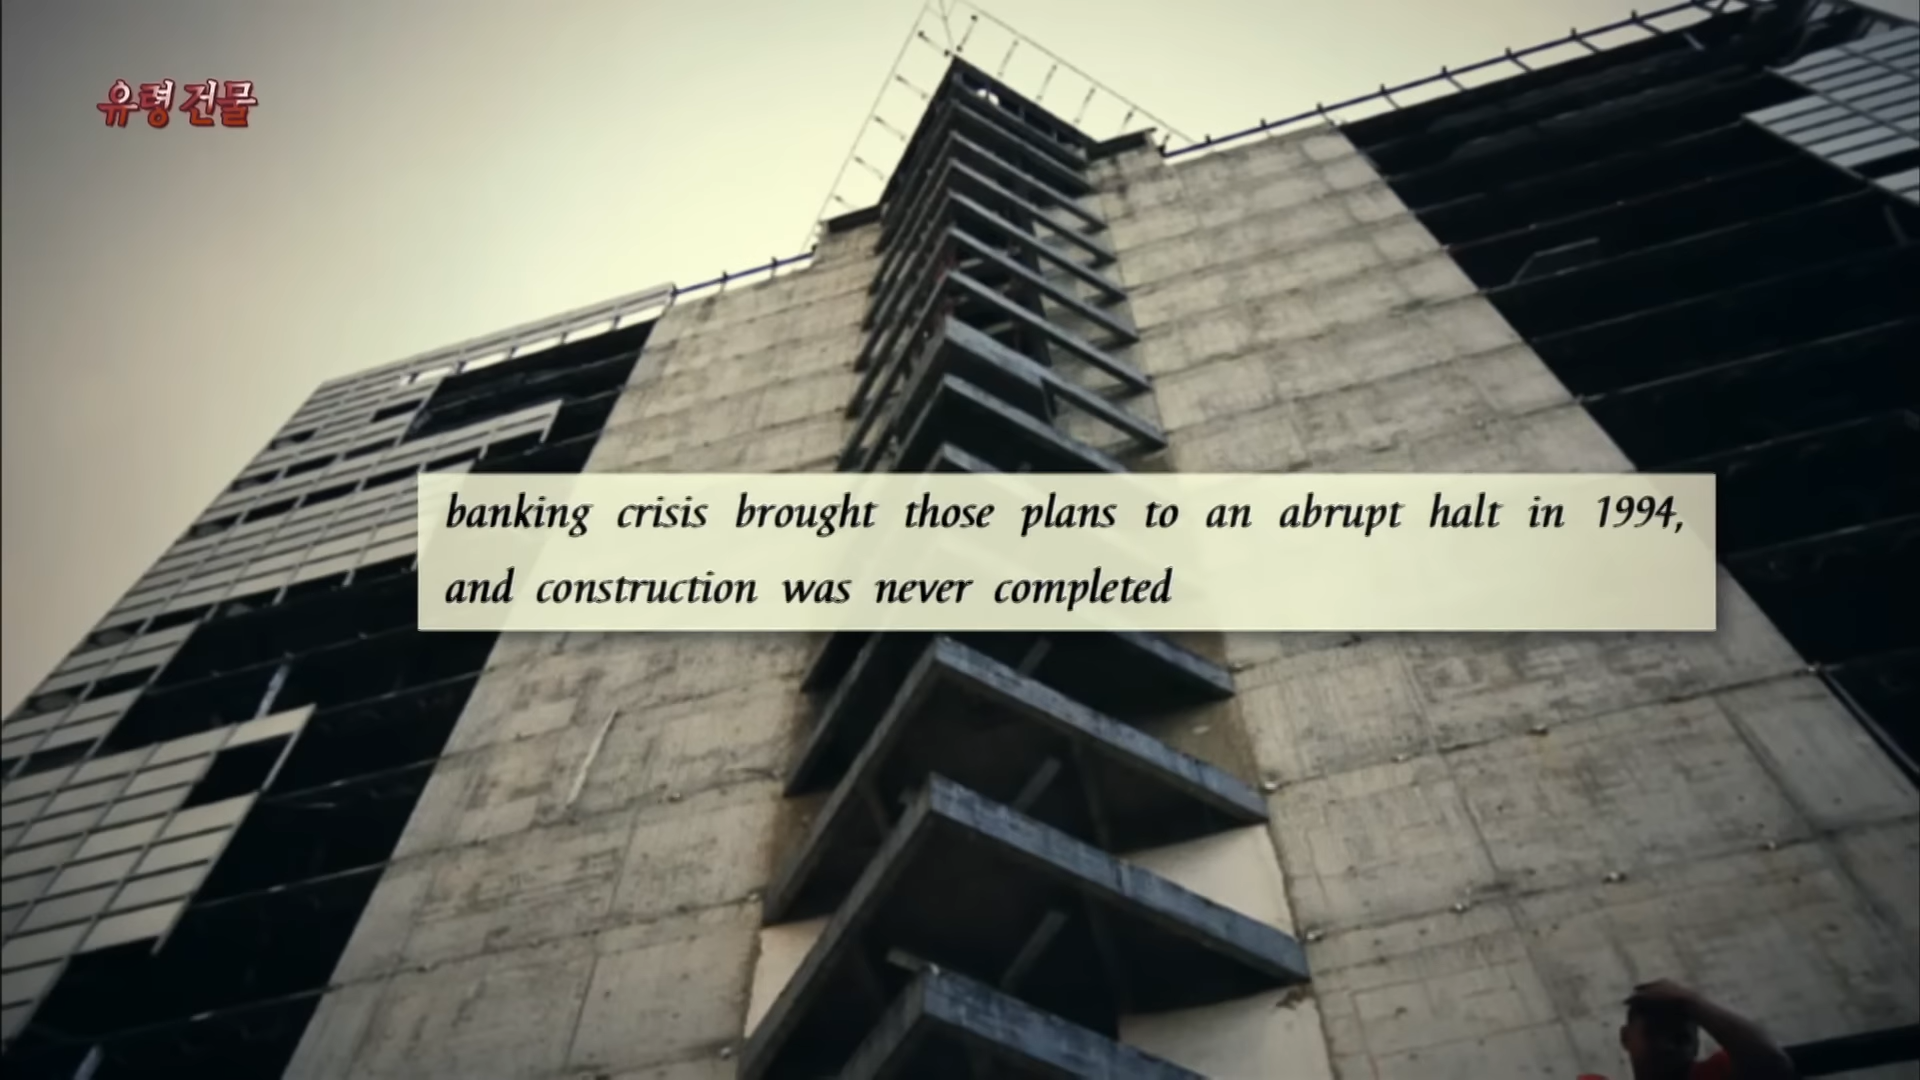 유령 건물
banking crisis brought those plans to an abrupt halt in 1994,
and construction was never completed